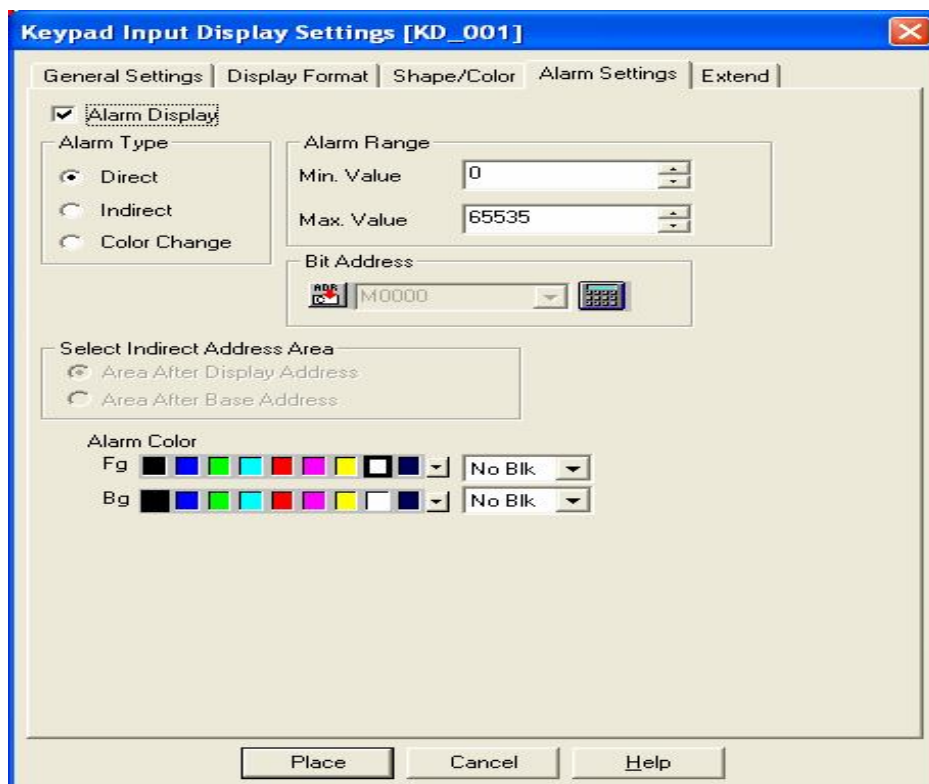 Keypad Input Display Settings [KD_001]
General Settings Display Format Shape/Color Alarm Settings Extend
Alarm Display
Alarm Type
Direct
Indirect
Color Change
Alarm Range
Min. Value 0
Max. Value 65535
Bit Address
ADR M0000
Select Indirect Address Area
Area After Display Address
Area After Base Address
Alarm Color
Fg No Blk
Bg No Blk
Place Cancel Help